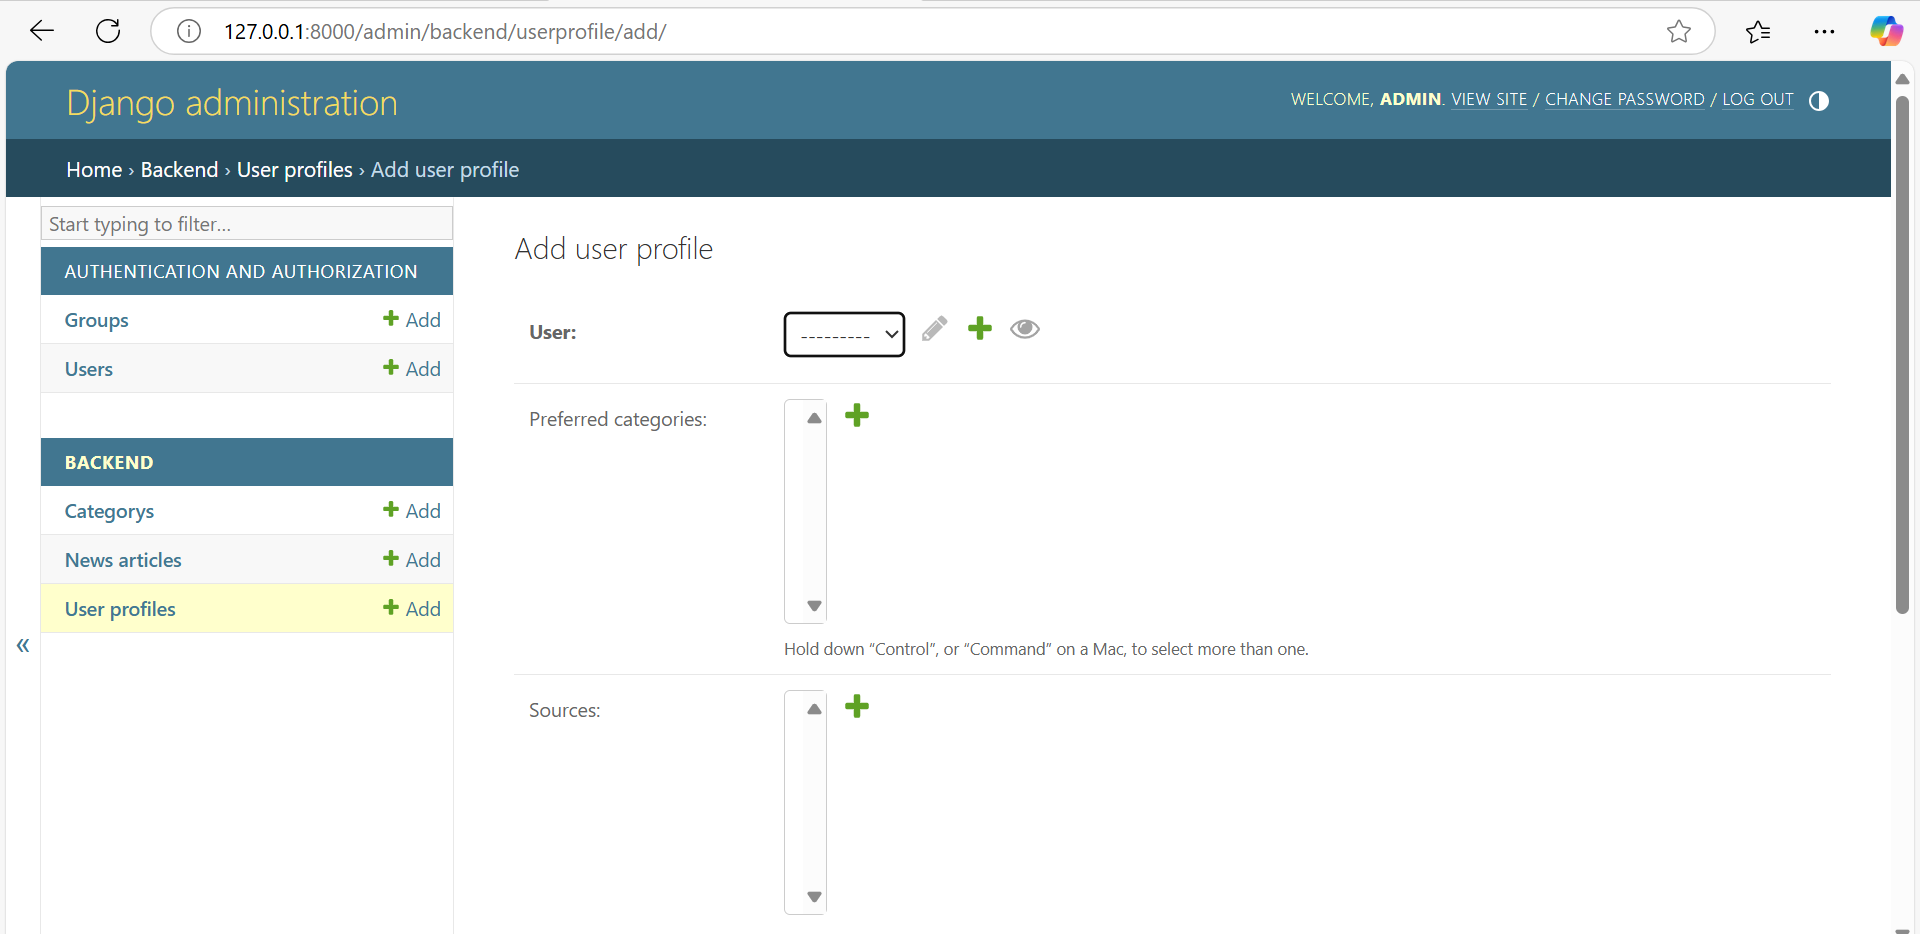 127.0.0.1:8000/admin/backend/userprofile/add/
Django administration
WELCOME, ADMIN. VIEW SITE / CHANGE PASSWORD / LOG OUT
Home › Backend › User profiles › Add user profile
Start typing to filter...
AUTHENTICATION AND AUTHORIZATION
Groups
Add
Users
Add
BACKEND
Categorys
Add
News articles
Add
User profiles
Add
«
Add user profile
User:
---------
Preferred categories:
Hold down “Control”, or “Command” on a Mac, to select more than one.
Sources: